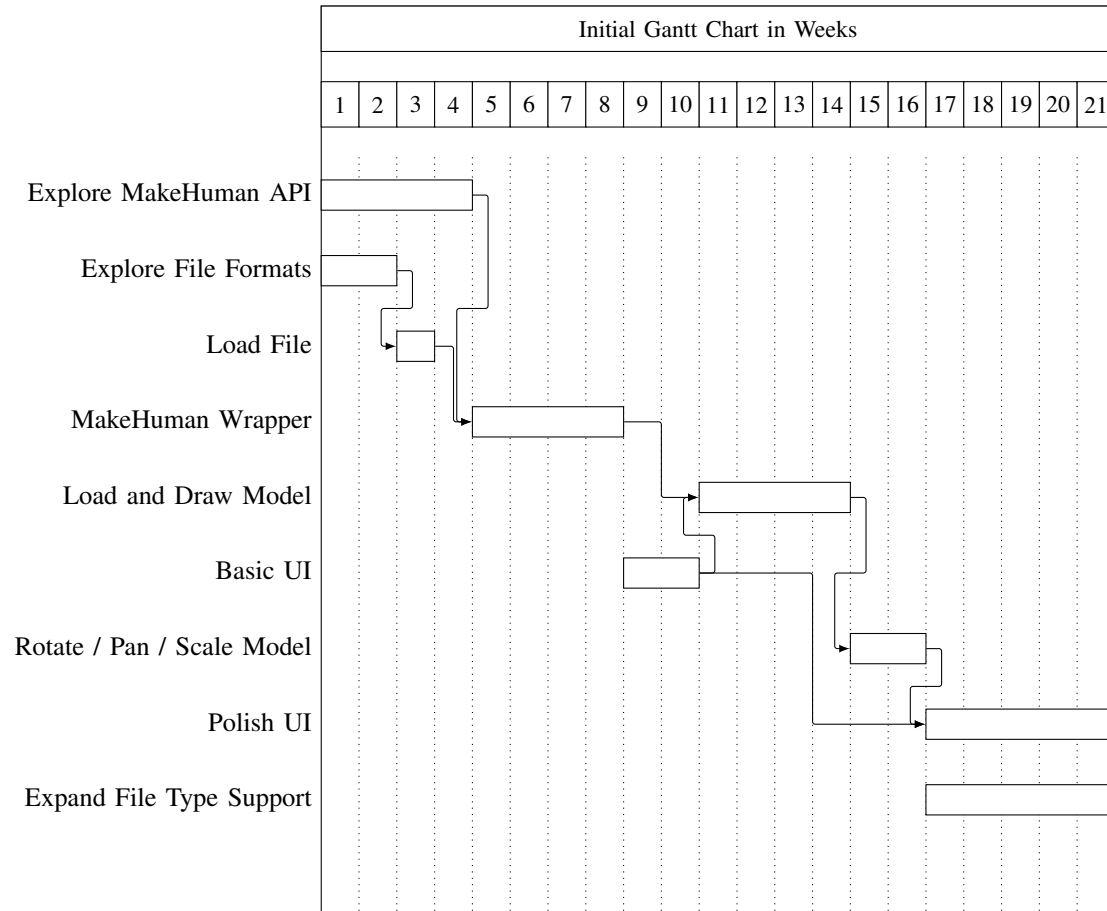 Initial Gantt Chart in Weeks
1 2 3 4 5 6 7 8 9 10 11 12 13 14 15 16 17 18 19 20 21
Explore MakeHuman API
Explore File Formats
Load File
MakeHuman Wrapper
Load and Draw Model
Basic UI
Rotate / Pan / Scale Model
Polish UI
Expand File Type Support